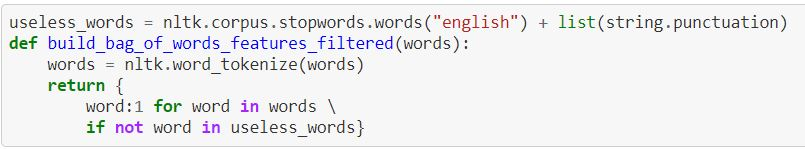 useless_words = nltk.corpus.stopwords.words("english") + list(string.punctuation)
def build_bag_of_words_features_filtered(words):
    words = nltk.word_tokenize(words)
    return {
        word:1 for word in words \
        if not word in useless_words}